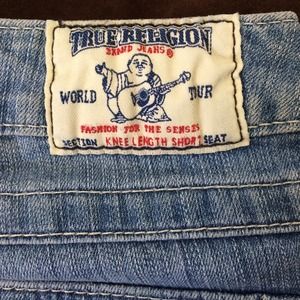 TRUE RELIGION
BRAND JEANS®
WORLD TOUR
FASHION FOR THE SENSES
SECTION KNEE LENGTH SHORT SEAT